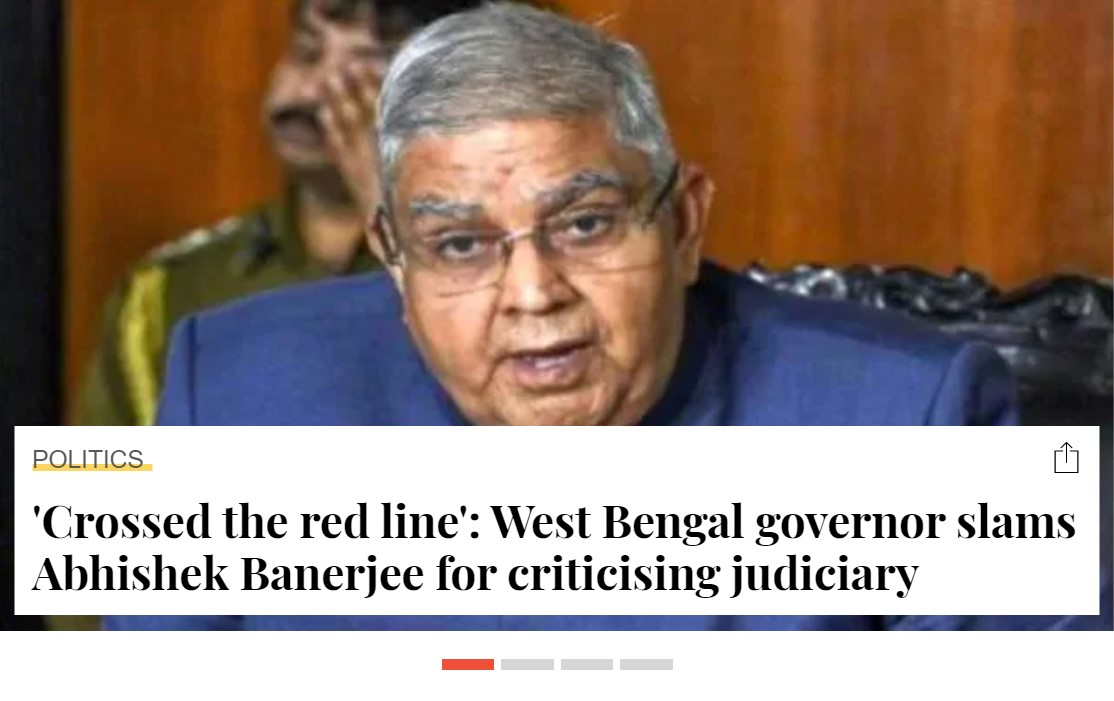 POLITICS
'Crossed the red line': West Bengal governor slams
Abhishek Banerjee for criticising judiciary